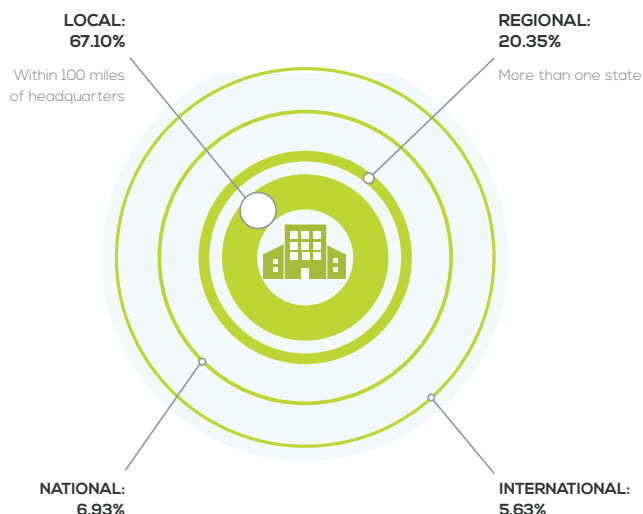 LOCAL:
67.10%
Within 100 miles
of headquarters
REGIONAL:
20.35%
More than one state
NATIONAL:
6.93%
INTERNATIONAL:
5.63%